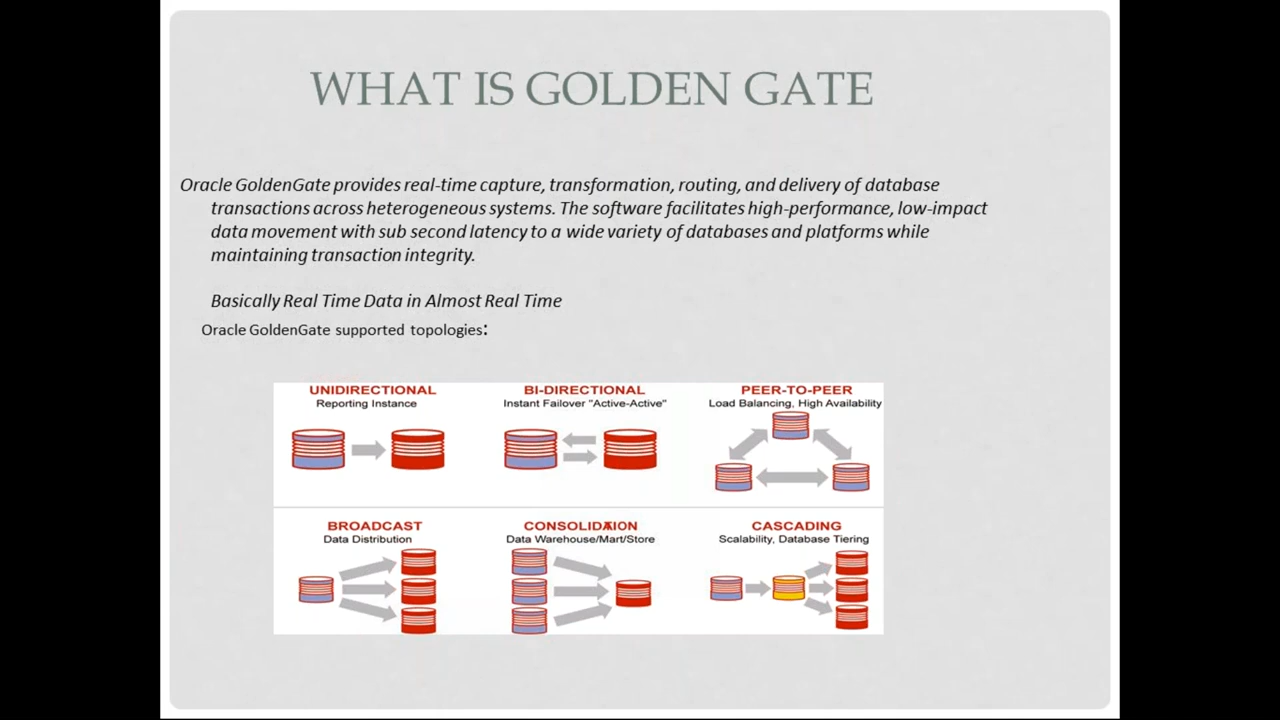 WHAT IS GOLDEN GATE
Oracle GoldenGate provides real-time capture, transformation, routing, and delivery of database
transactions across heterogeneous systems. The software facilitates high-performance, low-impact
data movement with sub second latency to a wide variety of databases and platforms while
maintaining transaction integrity.
Basically Real Time Data in Almost Real Time
Oracle GoldenGate supported topologies:
UNIDIRECTIONAL
Reporting Instance
BI-DIRECTIONAL
Instant Failover "Active-Active"
PEER-TO-PEER
Load Balancing, High Availability
BROADCAST
Data Distribution
CONSOLIDATION
Data Warehouse/Mart/Store
CASCADING
Scalability, Database Tiering